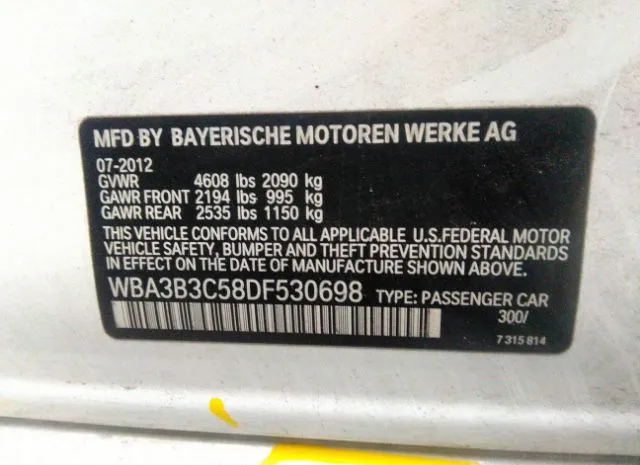 MFD BY BAYERISCHE MOTOREN WERKE AG
07-2012
GVWR 4608 lbs 2090 kg
GAWR FRONT 2194 lbs 995 kg
GAWR REAR 2535 lbs 1150 kg
THIS VEHICLE CONFORMS TO ALL APPLICABLE U.S.FEDERAL MOTOR
VEHICLE SAFETY, BUMPER AND THEFT PREVENTION STANDARDS
IN EFFECT ON THE DATE OF MANUFACTURE SHOWN ABOVE.
WBA3B3C58DF530698 TYPE: PASSENGER CAR
300/
7 315 814